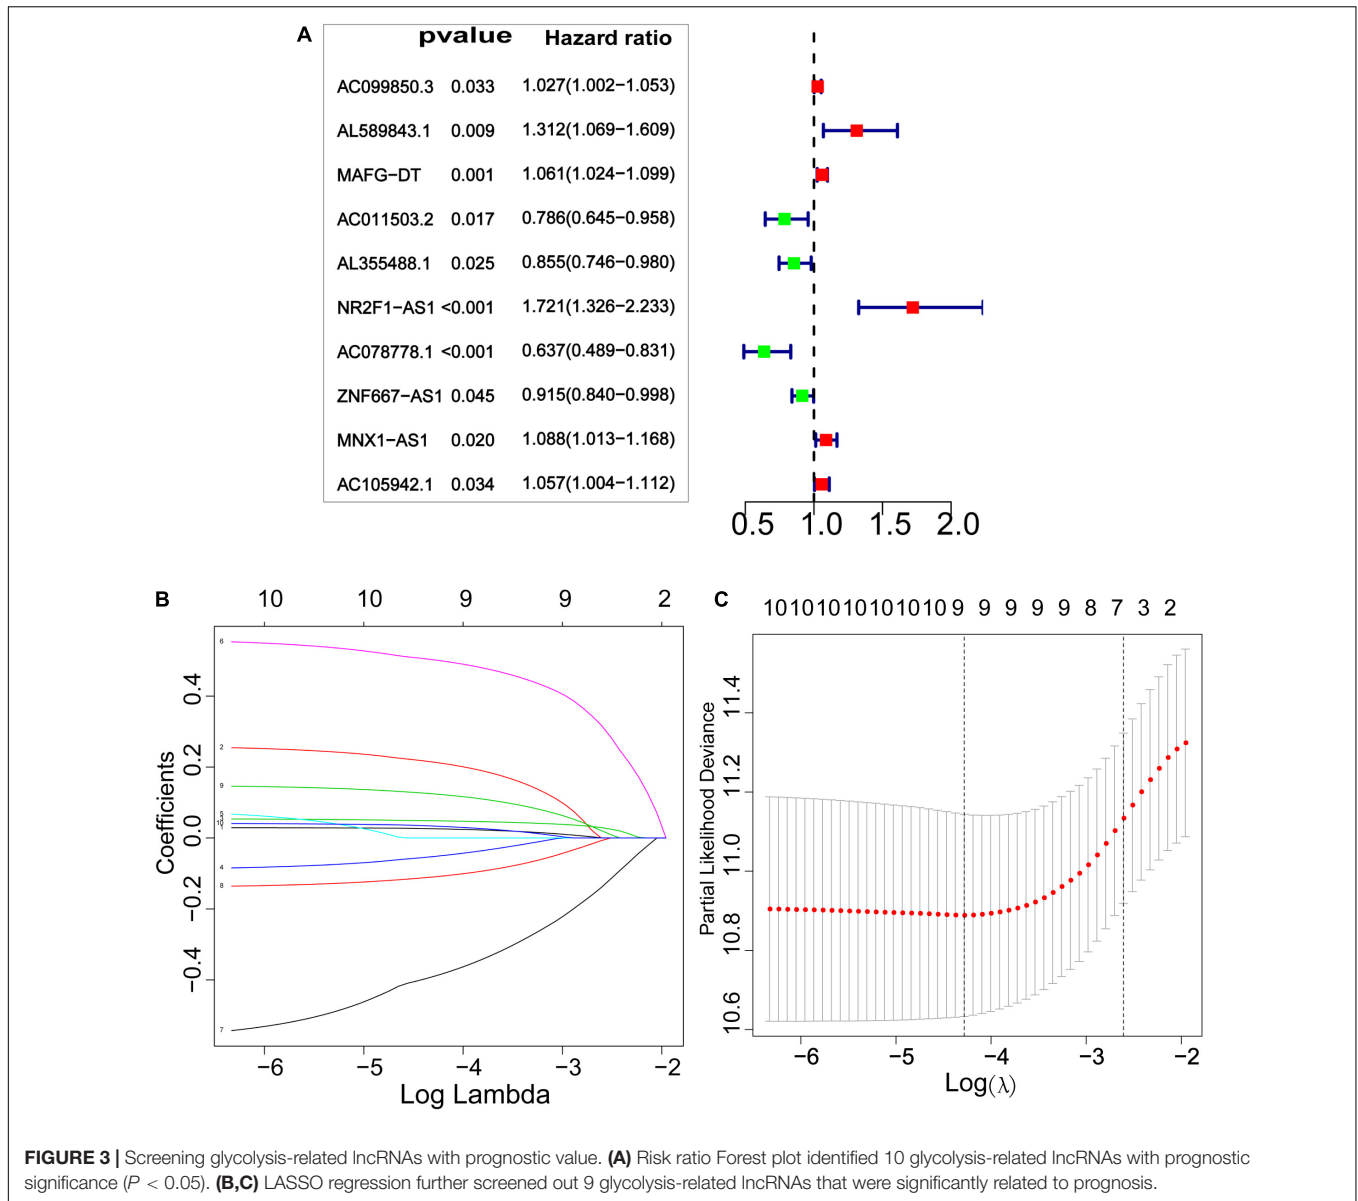 A
pvalue Hazard ratio
AC099850.3 0.033 1.027(1.002−1.053)
AL589843.1 0.009 1.312(1.069−1.609)
MAFG−DT 0.001 1.061(1.024−1.099)
AC011503.2 0.017 0.786(0.645−0.958)
AL355488.1 0.025 0.855(0.746−0.980)
NR2F1−AS1 <0.001 1.721(1.326−2.233)
AC078778.1 <0.001 0.637(0.489−0.831)
ZNF667−AS1 0.045 0.915(0.840−0.998)
MNX1−AS1 0.020 1.088(1.013−1.168)
AC105942.1 0.034 1.057(1.004−1.112)
0.5 1.0 1.5 2.0
B
10 10 9 9 2
Coefficients
0.4
0.2
0.0
−0.2
−0.4
6
2
9
4
8
7
−6 −5 −4 −3 −2
Log Lambda
C
10 10 10 10 10 10 10 9 9 9 9 9 8 7 3 2
Partial Likelihood Deviance
11.4
11.2
11.0
10.8
10.6
−6 −5 −4 −3 −2
Log(λ)
FIGURE 3 | Screening glycolysis-related lncRNAs with prognostic value. (A) Risk ratio Forest plot identified 10 glycolysis-related lncRNAs with prognostic
significance (P < 0.05). (B,C) LASSO regression further screened out 9 glycolysis-related lncRNAs that were significantly related to prognosis.